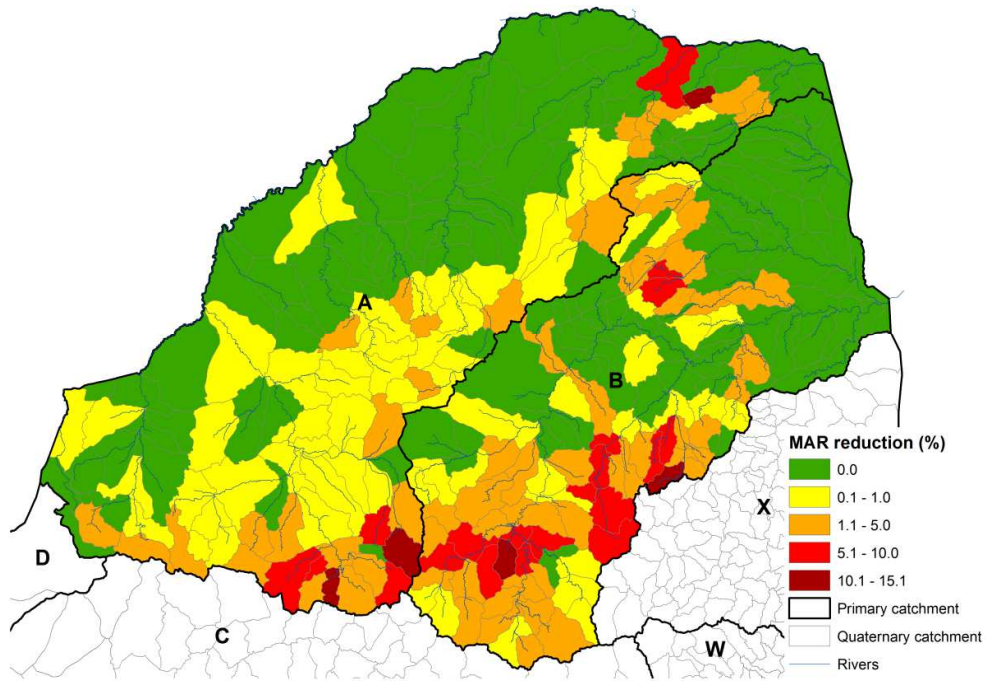 A
B
D
C
X
W
MAR reduction (%)
0.0
0.1 - 1.0
1.1 - 5.0
5.1 - 10.0
10.1 - 15.1
Primary catchment
Quaternary catchment
Rivers